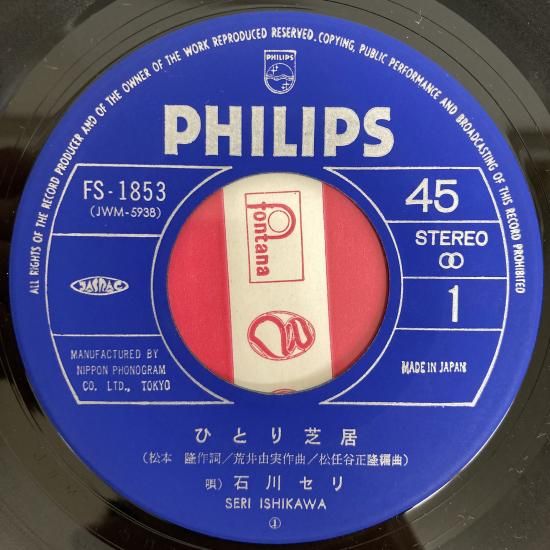 ALL RIGHTS OF THE RECORD PRODUCER AND OF THE OWNER OF THE WORK REPRODUCED RESERVED. COPYING, PUBLIC PERFORMANCE AND BROADCASTING OF THIS RECORD PROHIBITED
PHILIPS
PHILIPS
FS-1853
(JWM-5938)
45
STEREO
1
fontana
JASRAC
MANUFACTURED BY
NIPPON PHONOGRAM
CO. LTD., TOKYO
MADE IN JAPAN
ひとり芝居
(松本 隆作詞/荒井由実作曲/松任谷正隆編曲)
唄) 石川セリ
SERI ISHIKAWA